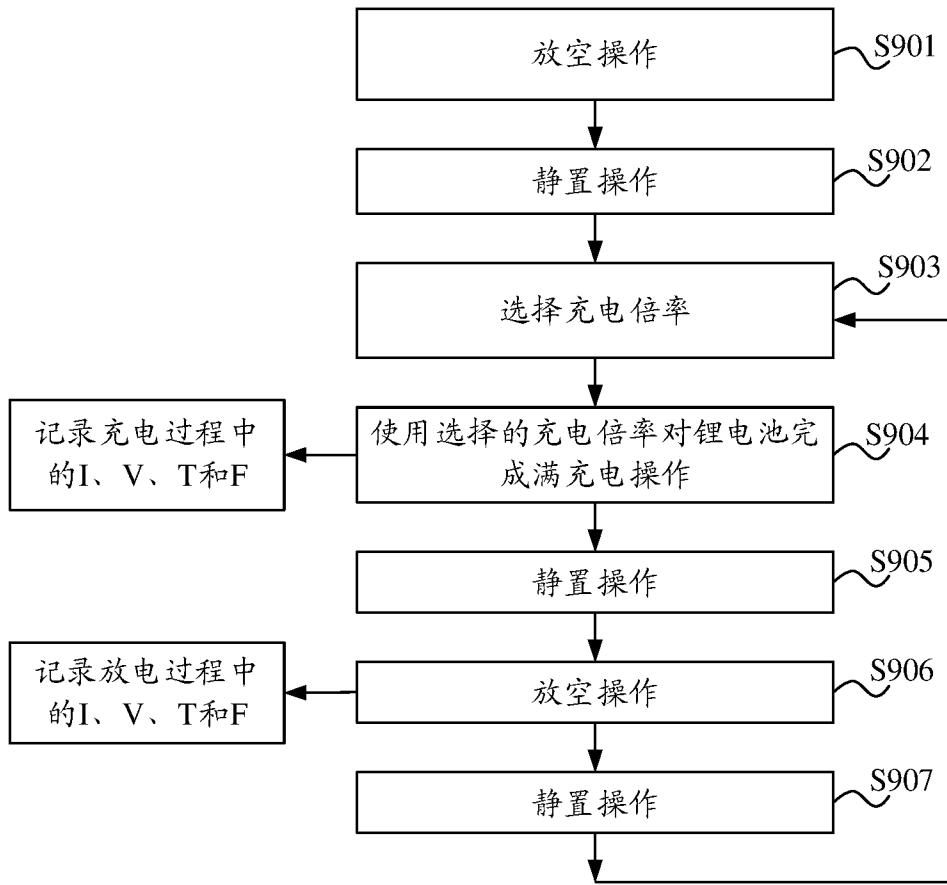 放空操作
S901
静置操作
S902
选择充电倍率
S903
使用选择的充电倍率对锂电池完
成满充电操作
S904
记录充电过程中
的I、V、T和F
静置操作
S905
放空操作
S906
记录放电过程中
的I、V、T和F
静置操作
S907